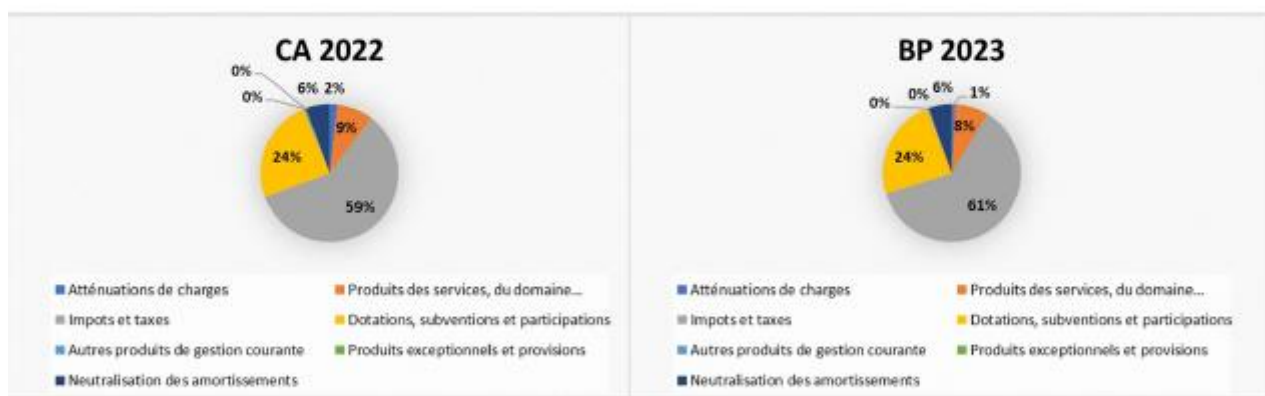 CA 2022
0%
6% 2%
0%
9%
24%
59%
Atténuations de charges
Produits des services, du domaine...
Impots et taxes
Dotations, subventions et participations
Autres produits de gestion courante
Produits exceptionnels et provisions
Neutralisation des amortissements
BP 2023
6% 1%
0%
0%
8%
24%
61%
Atténuations de charges
Produits des services, du domaine...
Impots et taxes
Dotations, subventions et participations
Autres produits de gestion courante
Produits exceptionnels et provisions
Neutralisation des amortissements